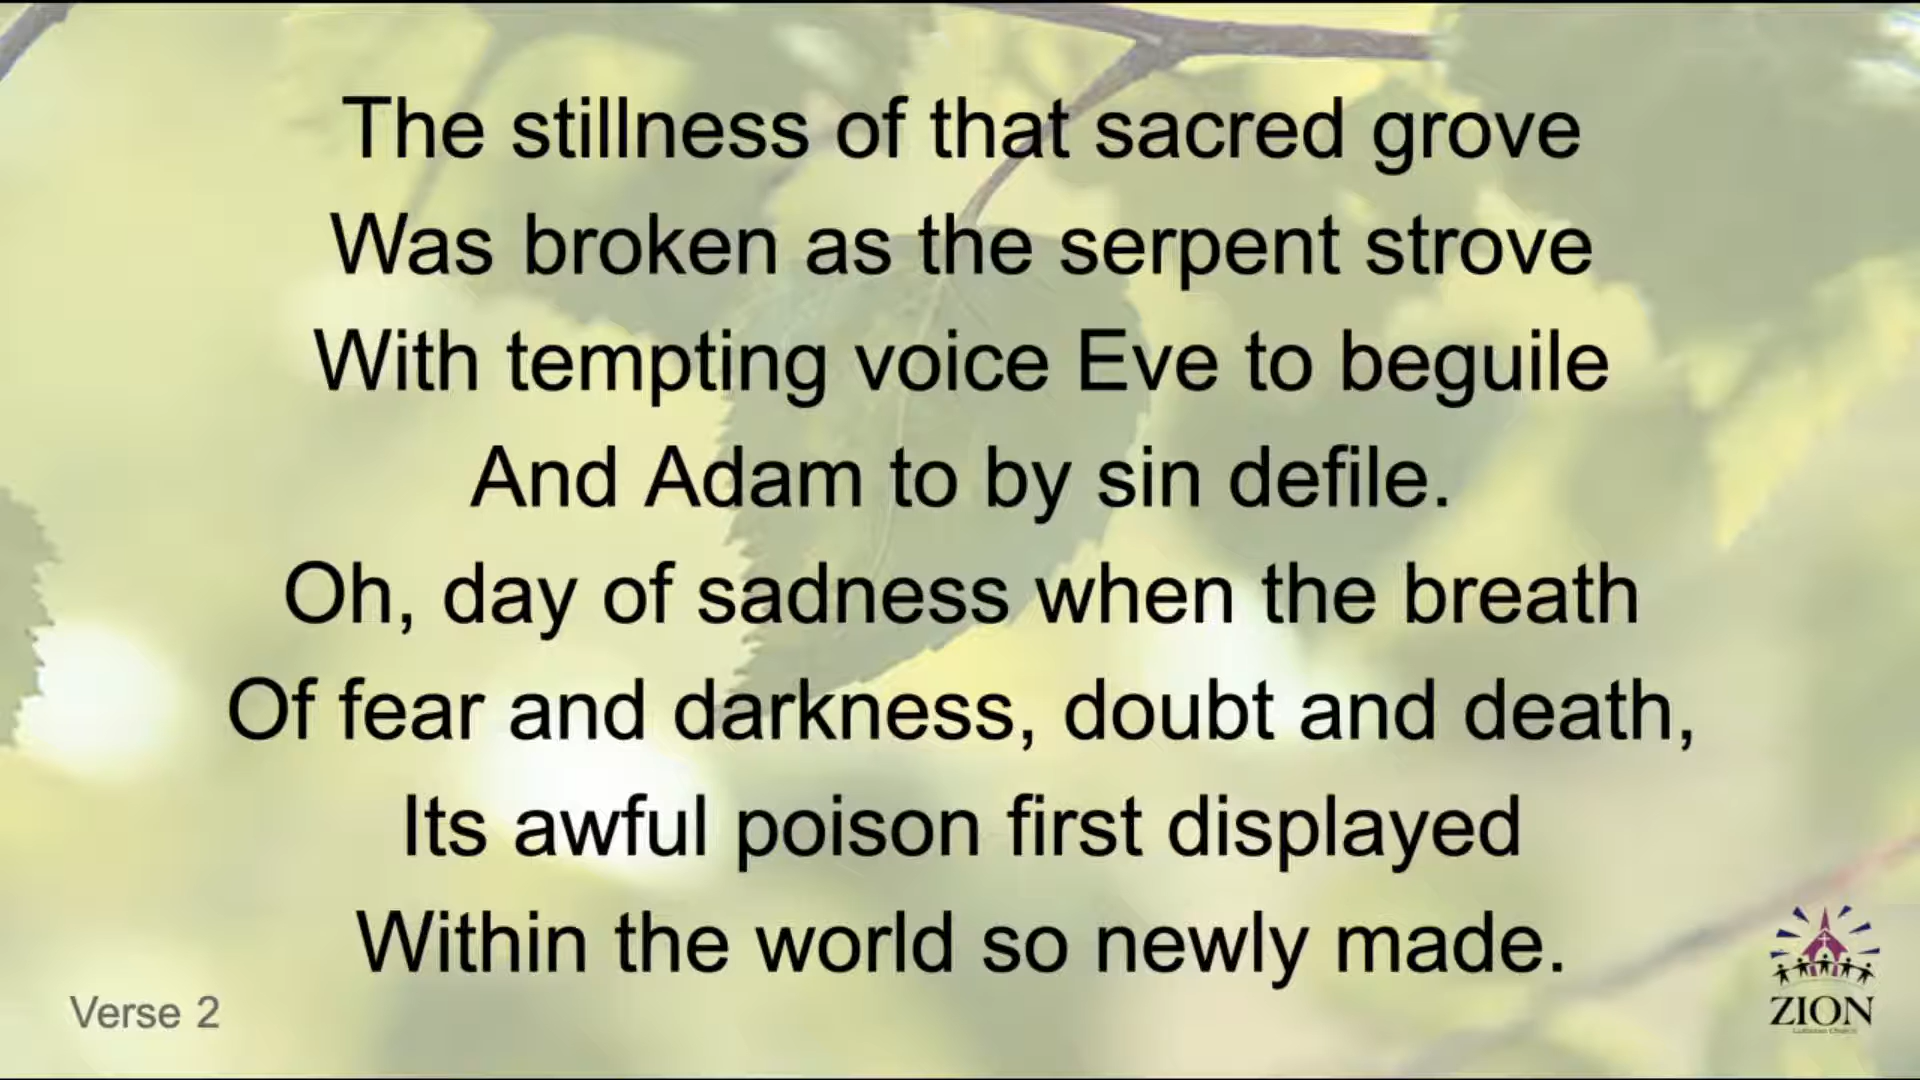 The stillness of that sacred grove
Was broken as the serpent strove
With tempting voice Eve to beguile
And Adam to by sin defile.
Oh, day of sadness when the breath
Of fear and darkness, doubt and death,
Its awful poison first displayed
Within the world so newly made.
Verse 2
ZION
Lutheran Church